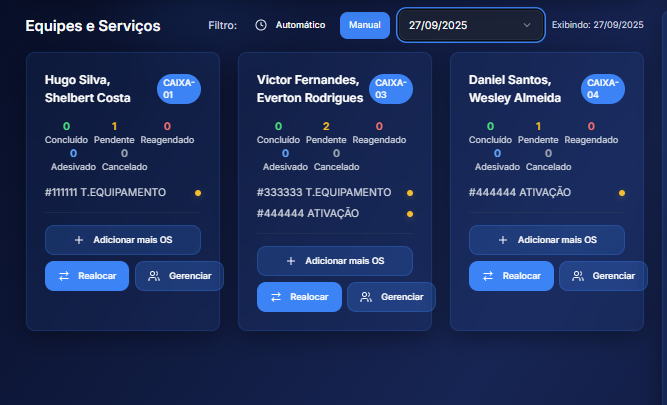 Equipes e Serviços Filtro: Automático Manual 27/09/2025 Exibindo: 27/09/2025
Hugo Silva,
Shelbert Costa
CAIXA-
01
0 1 0
Concluído Pendente Reagendado
0 0
Adesivado Cancelado
#111111 T.EQUIPAMENTO
Adicionar mais OS
Realocar Gerenciar
Victor Fernandes,
Everton Rodrigues
CAIXA-
03
0 2 0
Concluído Pendente Reagendado
0 0
Adesivado Cancelado
#333333 T.EQUIPAMENTO
#444444 ATIVAÇÃO
Adicionar mais OS
Realocar Gerenciar
Daniel Santos,
Wesley Almeida
CAIXA-
04
0 1 0
Concluído Pendente Reagendado
0 0
Adesivado Cancelado
#444444 ATIVAÇÃO
Adicionar mais OS
Realocar Gerenciar